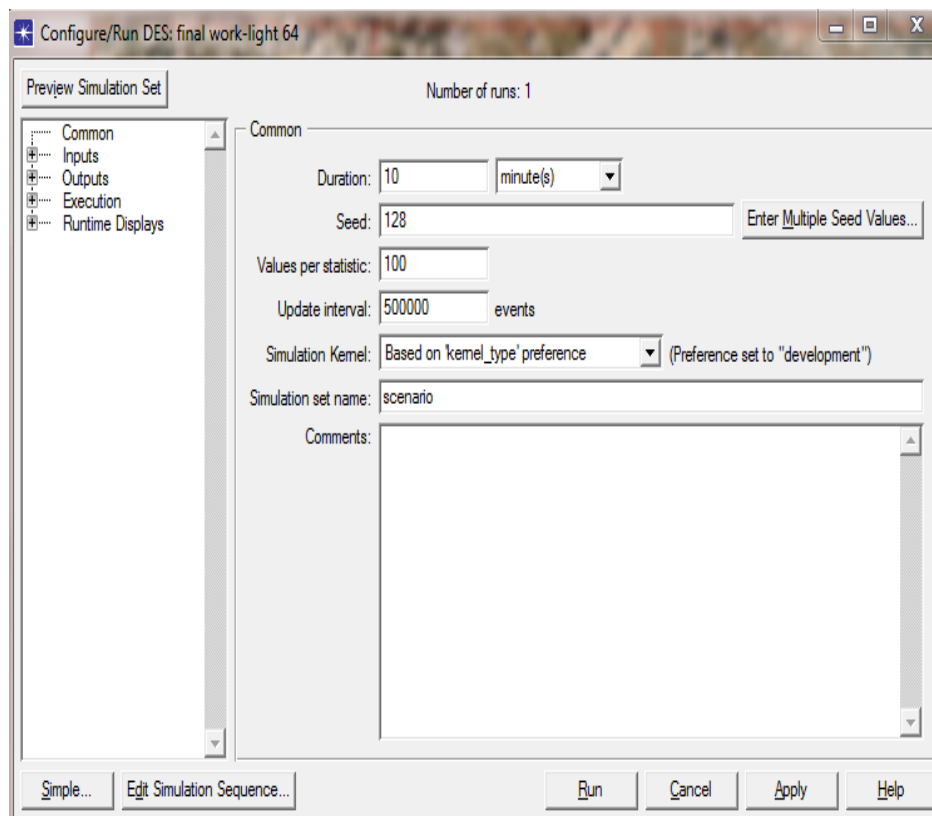 Configure/Run DES: final work-light 64
Preview Simulation Set
Number of runs: 1
Common
Inputs
Outputs
Execution
Runtime Displays
Common
Duration: 10 minute(s)
Seed: 128 Enter Multiple Seed Values...
Values per statistic: 100
Update interval: 500000 events
Simulation Kernel: Based on 'kernel_type' preference (Preference set to "development")
Simulation set name: scenario
Comments:
Simple... Edit Simulation Sequence... Run Cancel Apply Help